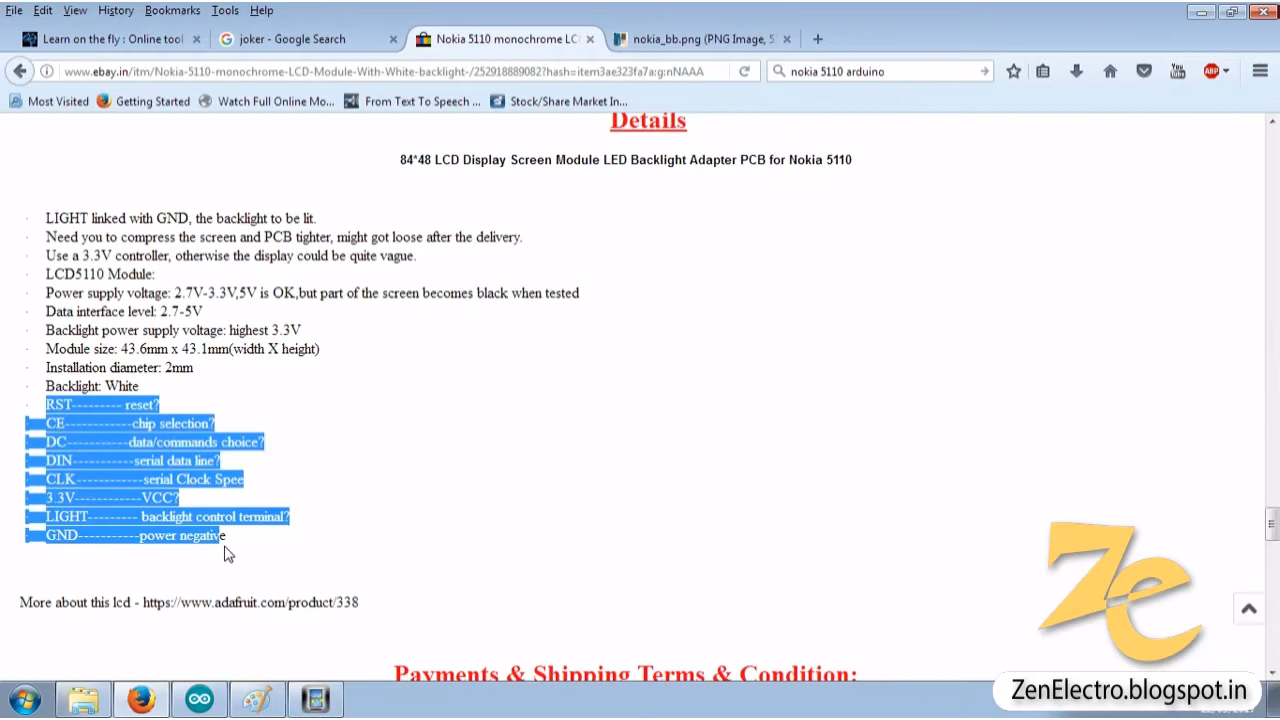 File Edit View History Bookmarks Tools Help
Learn on the fly : Online tool
joker - Google Search
Nokia 5110 monochrome LC
nokia_bb.png (PNG Image, 5
www.ebay.in/itm/Nokia-5110-monochrome-LCD-Module-With-White-backlight-/252918889082?hash=item3ae323fa7a:g:nNAAA
nokia 5110 arduino
You Tube
ABP
Most Visited Getting Started Watch Full Online Mo... From Text To Speech ... Stock/Share Market In...
Details
84*48 LCD Display Screen Module LED Backlight Adapter PCB for Nokia 5110
· LIGHT linked with GND, the backlight to be lit.
· Need you to compress the screen and PCB tighter, might got loose after the delivery.
· Use a 3.3V controller, otherwise the display could be quite vague.
· LCD5110 Module:
· Power supply voltage: 2.7V-3.3V,5V is OK,but part of the screen becomes black when tested
· Data interface level: 2.7-5V
· Backlight power supply voltage: highest 3.3V
· Module size: 43.6mm x 43.1mm(width X height)
· Installation diameter: 2mm
· Backlight: White
· RST--------- reset?
· CE------------chip selection?
· DC-----------data/commands choice?
· DIN-----------serial data line?
· CLK------------serial Clock Spee
· 3.3V------------VCC?
· LIGHT--------- backlight control terminal?
· GND-----------power negative
More about this lcd - https://www.adafruit.com/product/338
Payments & Shipping Terms & Condition:
Ze
ZenElectro.blogspot.in